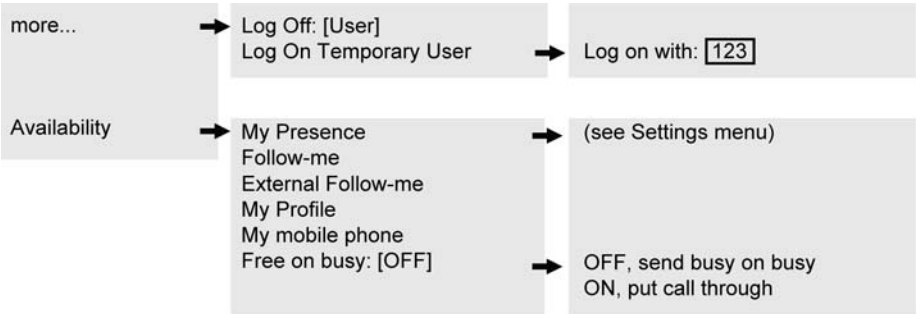 more...
Log Off: [User]
Log On Temporary User
Log on with: 123
Availability
My Presence
(see Settings menu)
Follow-me
External Follow-me
My Profile
My mobile phone
Free on busy: [OFF]
OFF, send busy on busy
ON, put call through